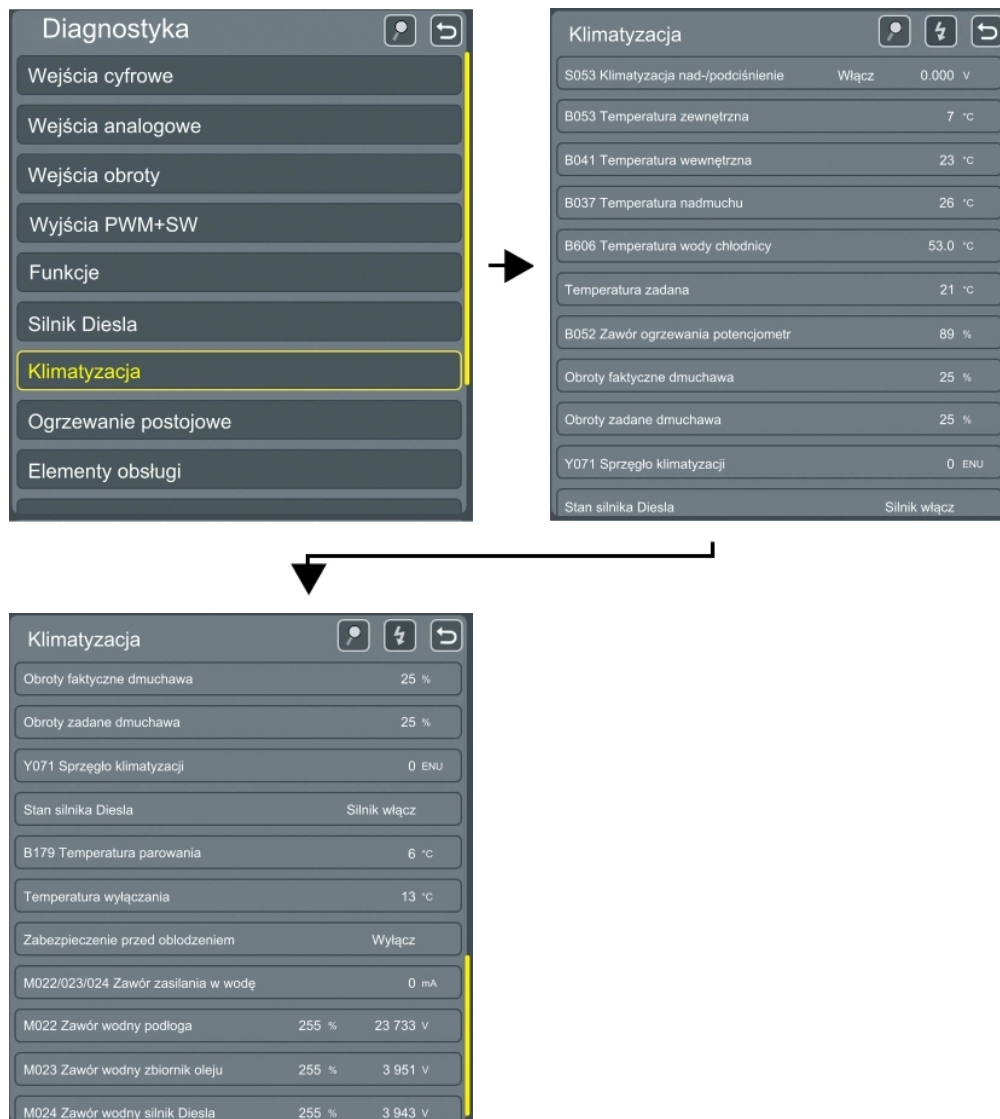 Diagnostyka
Wejścia cyfrowe
Wejścia analogowe
Wejścia obroty
Wyjścia PWM+SW
Funkcje
Silnik Diesla
Klimatyzacja
Ogrzewanie postojowe
Elementy obsługi
Klimatyzacja
S053 Klimatyzacja nad-/podciśnienie Włącz 0.000 V
B053 Temperatura zewnętrzna 7 °C
B041 Temperatura wewnętrzna 23 °C
B037 Temperatura nadmuchu 26 °C
B606 Temperatura wody chłodnicy 53.0 °C
Temperatura zadana 21 °C
B052 Zawór ogrzewania potencjometr 89 %
Obroty faktyczne dmuchawa 25 %
Obroty zadane dmuchawa 25 %
Y071 Sprzęgło klimatyzacji 0 ENU
Stan silnika Diesla Silnik włącz
Klimatyzacja
Obroty faktyczne dmuchawa 25 %
Obroty zadane dmuchawa 25 %
Y071 Sprzęgło klimatyzacji 0 ENU
Stan silnika Diesla Silnik włącz
B179 Temperatura parowania 6 °C
Temperatura wyłączania 13 °C
Zabezpieczenie przed oblodzeniem Wyłącz
M022/023/024 Zawór zasilania w wodę 0 mA
M022 Zawór wodny podłoga 255 % 23 733 V
M023 Zawór wodny zbiornik oleju 255 % 3 951 V
M024 Zawór wodny silnik Diesla 255 % 3 943 V